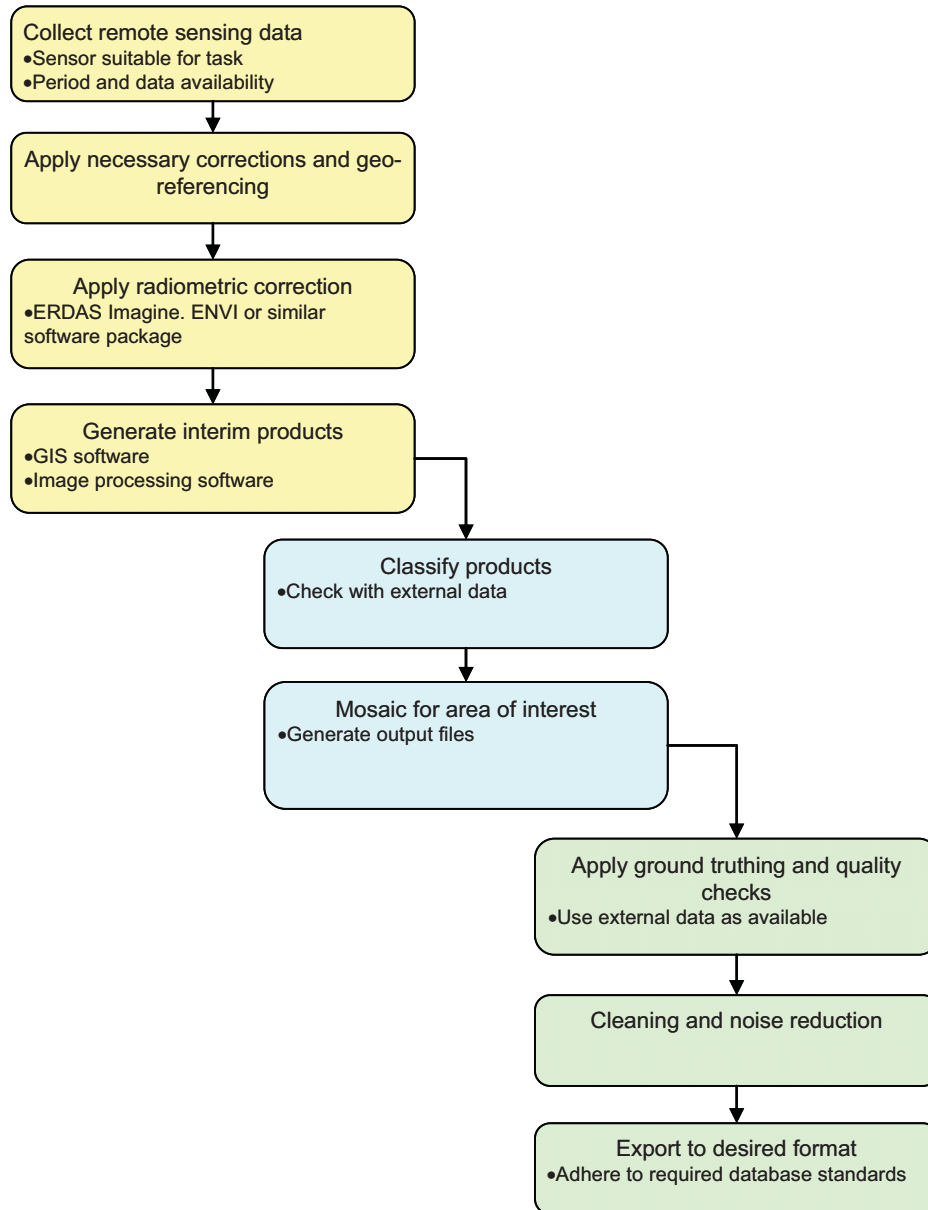 Collect remote sensing data
•Sensor suitable for task
•Period and data availability
Apply necessary corrections and geo-
referencing
Apply radiometric correction
•ERDAS Imagine. ENVI or similar
software package
Generate interim products
•GIS software
•Image processing software
Classify products
•Check with external data
Mosaic for area of interest
•Generate output files
Apply ground truthing and quality
checks
•Use external data as available
Cleaning and noise reduction
Export to desired format
•Adhere to required database standards